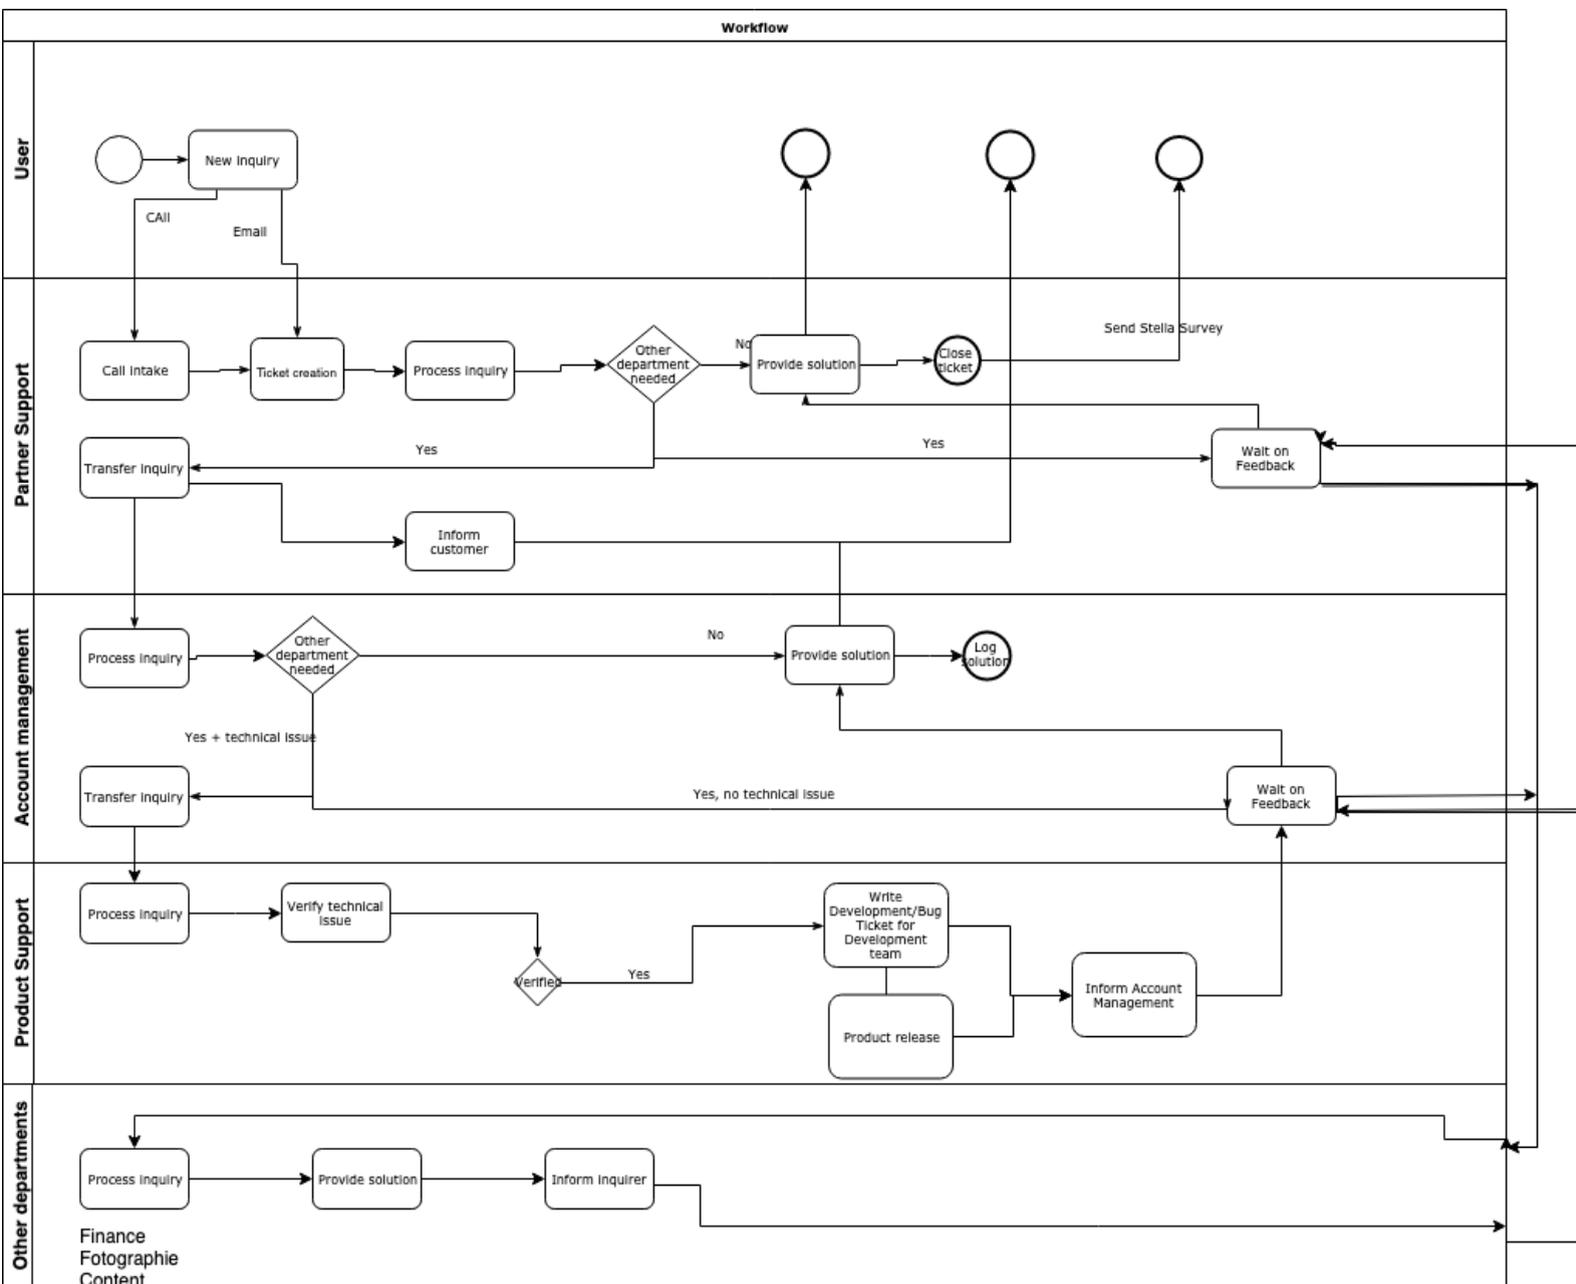 Workflow
User
New inquiry
CAll
Email
Partner Support
Call intake
Ticket creation
Process inquiry
Other
department
needed
No
Provide solution
Close
ticket
Send Stella Survey
Transfer inquiry
Yes
Yes
Wait on
Feedback
Inform
customer
Account management
Process inquiry
Other
department
needed
No
Provide solution
Log
solution
Yes + technical issue
Transfer inquiry
Yes, no technical issue
Wait on
Feedback
Product Support
Process inquiry
Verify technical
issue
Verified
Yes
Write
Development/Bug
Ticket for
Development
team
Product release
Inform Account
Management
Other departments
Process inquiry
Provide solution
Inform inquirer
Finance
Fotographie
Content